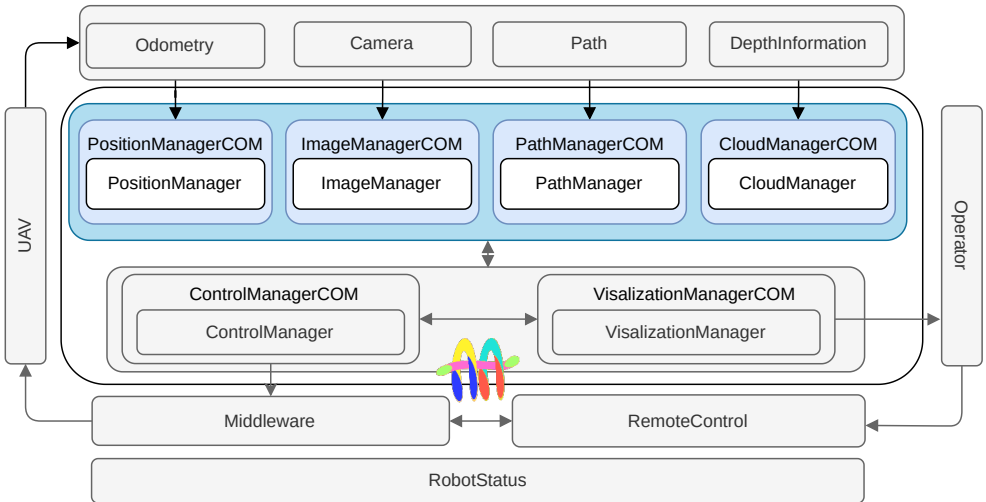 Odometry
Camera
Path
DepthInformation
PositionManagerCOM
PositionManager
ImageManagerCOM
ImageManager
PathManagerCOM
PathManager
CloudManagerCOM
CloudManager
UAV
Operator
ControlManagerCOM
ControlManager
VisalizationManagerCOM
VisalizationManager
Middleware
RemoteControl
RobotStatus